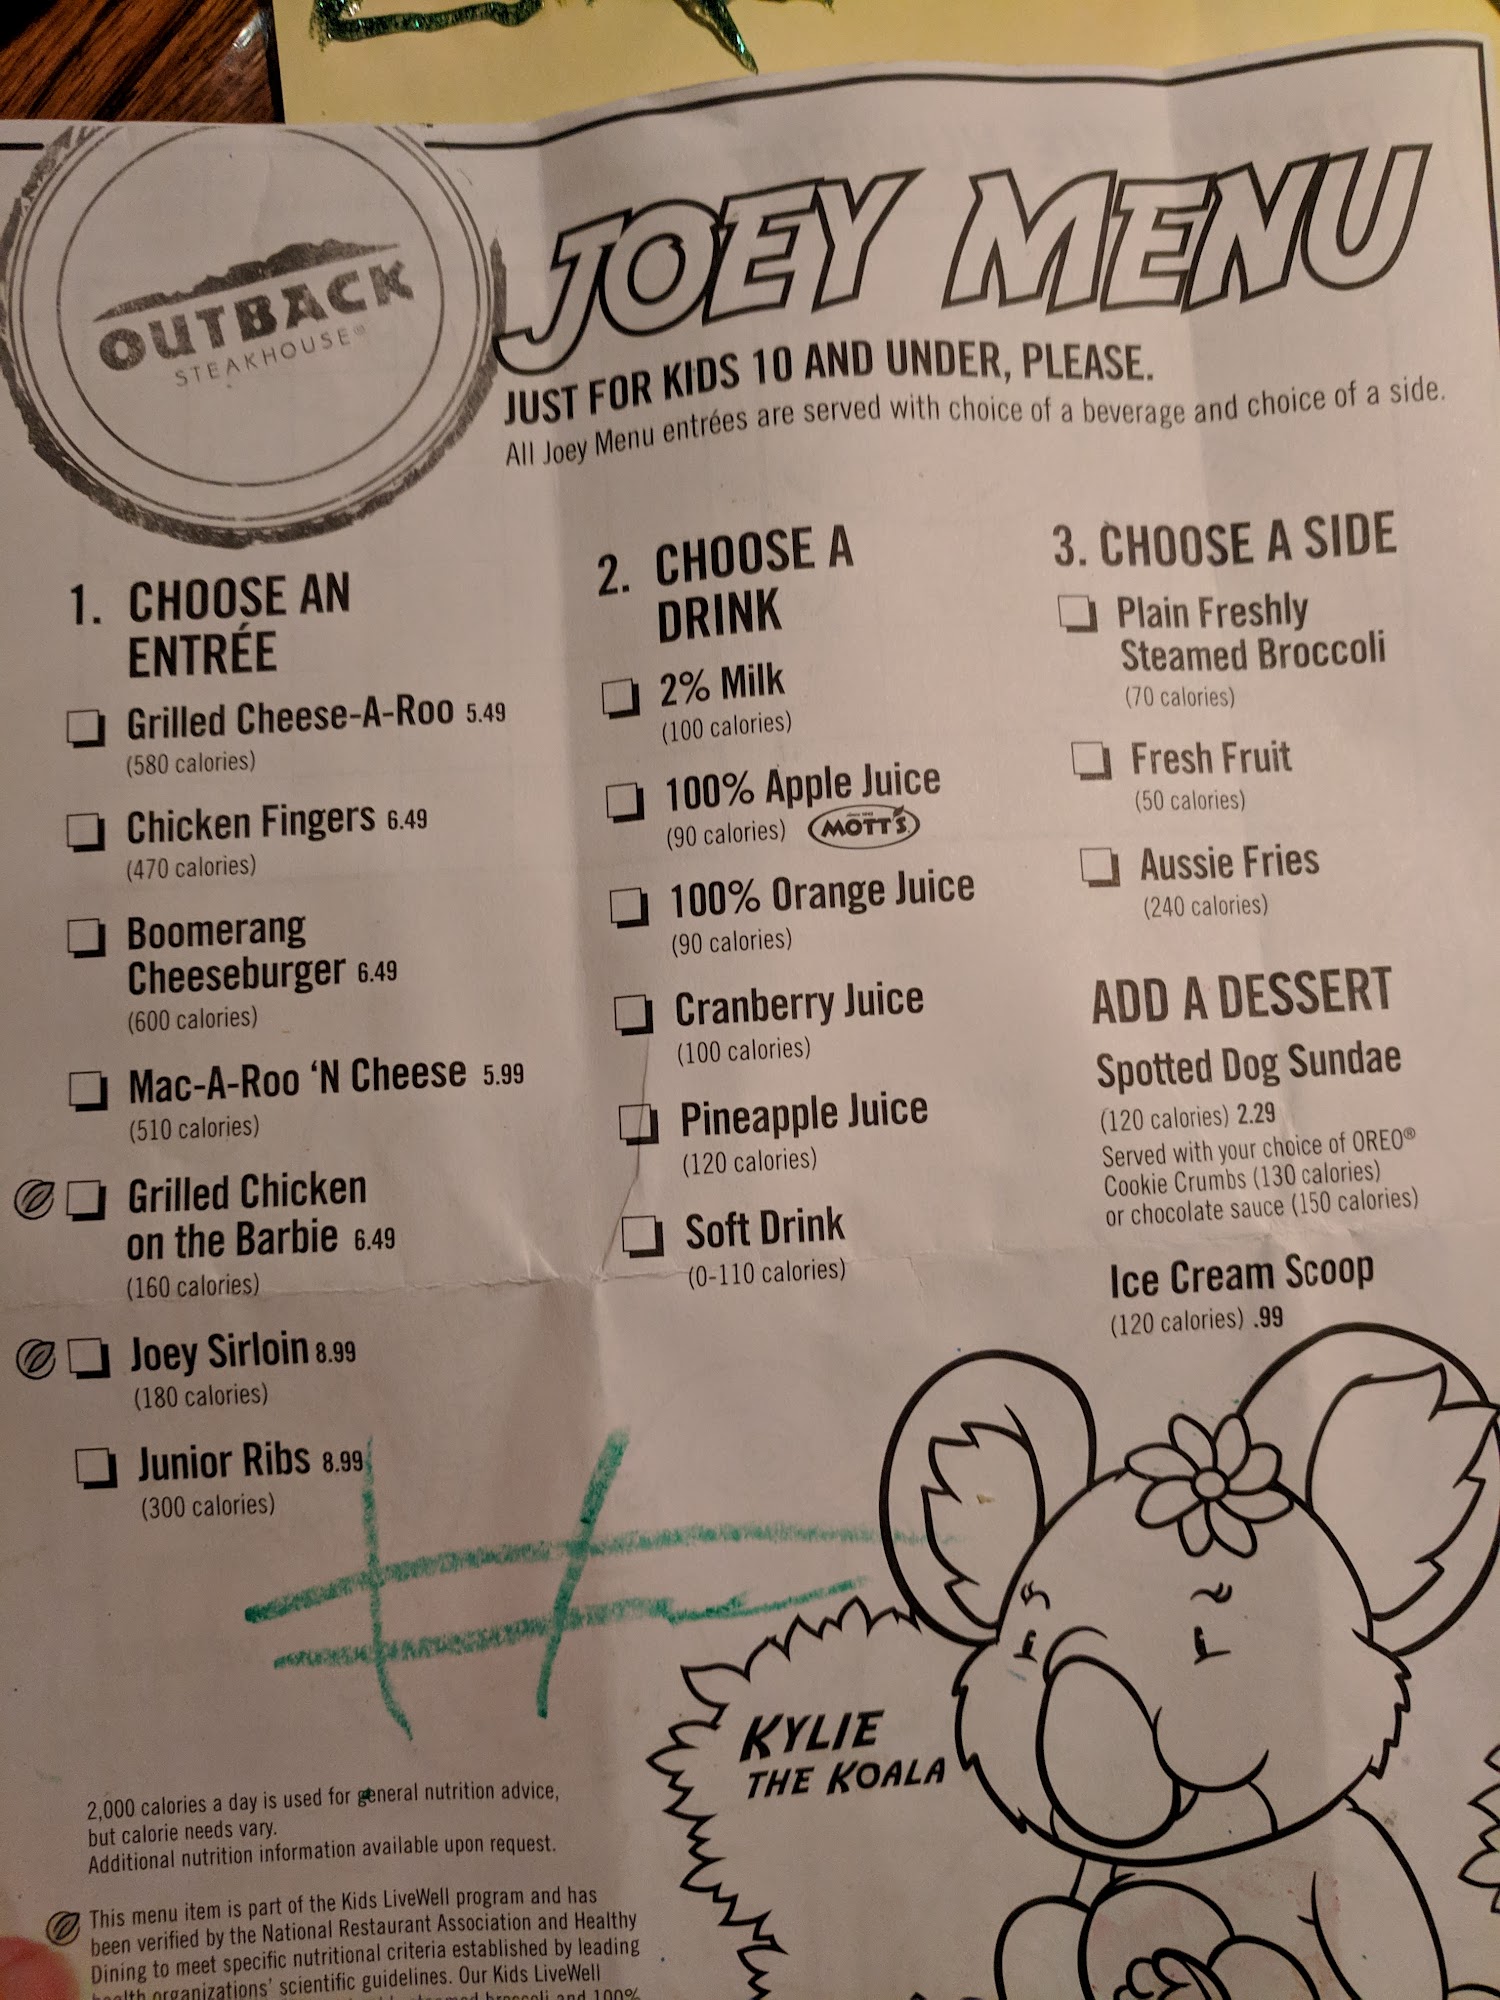 OUTBACK
STEAKHOUSE®
JOEY MENU
JUST FOR KIDS 10 AND UNDER, PLEASE.
All Joey Menu entrées are served with choice of a beverage and choice of a side.
1. CHOOSE AN
ENTRÉE
Grilled Cheese-A-Roo 5.49
(580 calories)
Chicken Fingers 6.49
(470 calories)
Boomerang
Cheeseburger 6.49
(600 calories)
Mac-A-Roo ‘N Cheese 5.99
(510 calories)
Grilled Chicken
on the Barbie 6.49
(160 calories)
Joey Sirloin 8.99
(180 calories)
Junior Ribs 8.99
(300 calories)
2. CHOOSE A
DRINK
2% Milk
(100 calories)
100% Apple Juice
(90 calories) MOTT'S
100% Orange Juice
(90 calories)
Cranberry Juice
(100 calories)
Pineapple Juice
(120 calories)
Soft Drink
(0-110 calories)
3. CHOOSE A SIDE
Plain Freshly
Steamed Broccoli
(70 calories)
Fresh Fruit
(50 calories)
Aussie Fries
(240 calories)
ADD A DESSERT
Spotted Dog Sundae
(120 calories) 2.29
Served with your choice of OREO®
Cookie Crumbs (130 calories)
or chocolate sauce (150 calories)
Ice Cream Scoop
(120 calories) .99
KYLIE
THE KOALA
2,000 calories a day is used for general nutrition advice,
but calorie needs vary.
Additional nutrition information available upon request.
This menu item is part of the Kids LiveWell program and has
been verified by the National Restaurant Association and Healthy
Dining to meet specific nutritional criteria established by leading
health organizations' scientific guidelines. Our Kids LiveWell
steamed broccoli and 100%